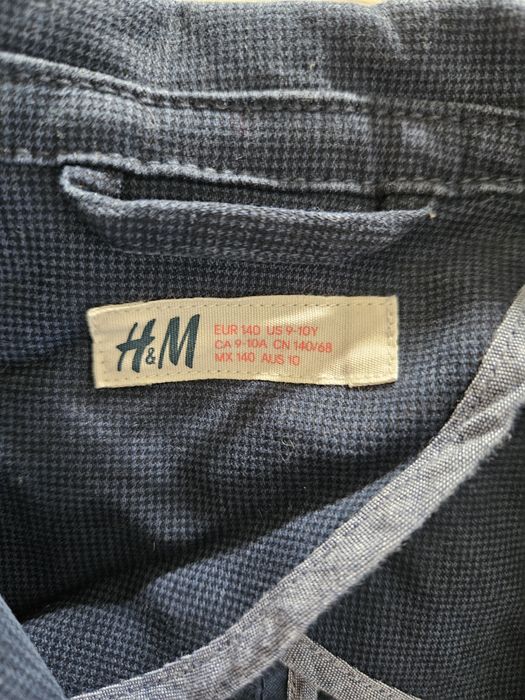 H&M
EUR 140 US 9-10Y
CA 9-10A CN 140/68
MX 140 AUS 10